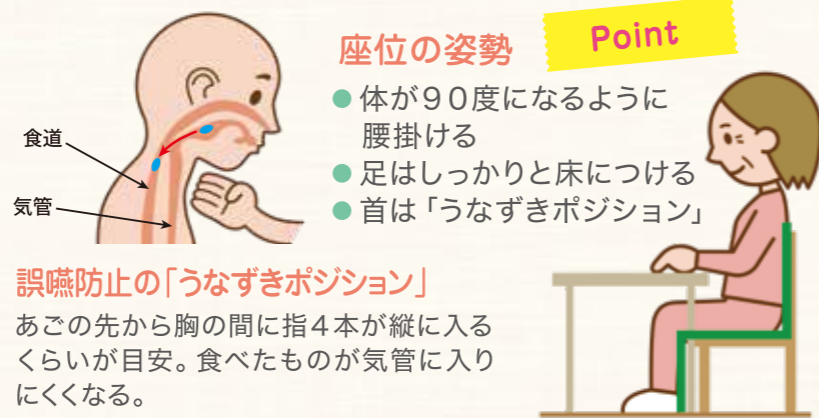 座位の姿勢
Point
● 体が90度になるように
腰掛ける
● 足はしっかりと床につける
● 首は「うなずきポジション」
食道
気管
誤嚥防止の「うなずきポジション」
あごの先から胸の間に指4本が縦に入る
くらいが目安。食べたものが気管に入り
にくくなる。